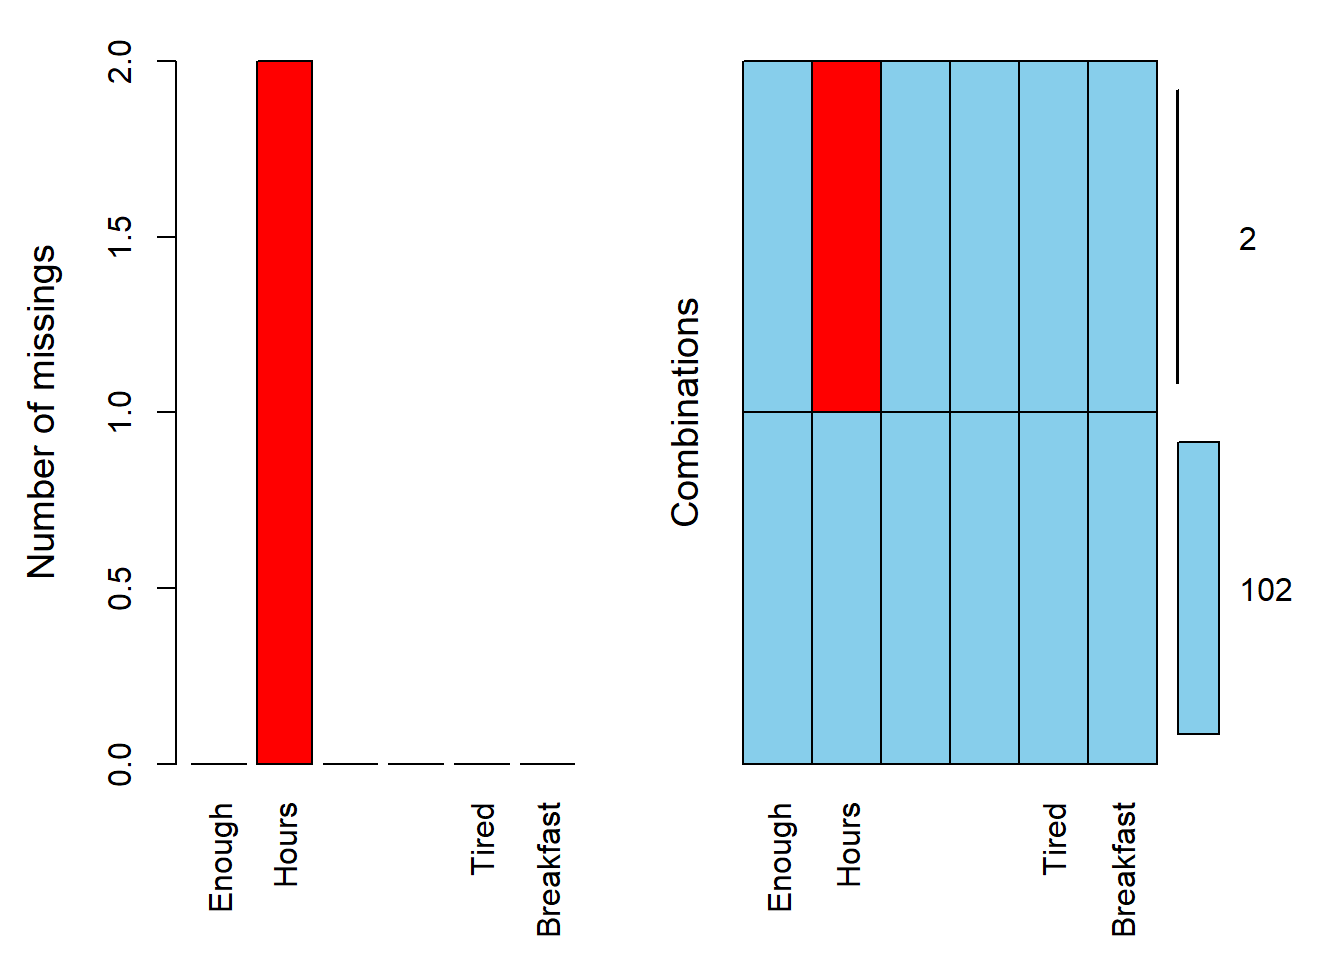 Number of missings
2.0
1.5
1.0
0.5
0.0
Enough
Hours
Tired
Breakfast
Combinations
2
102
Enough
Hours
Tired
Breakfast